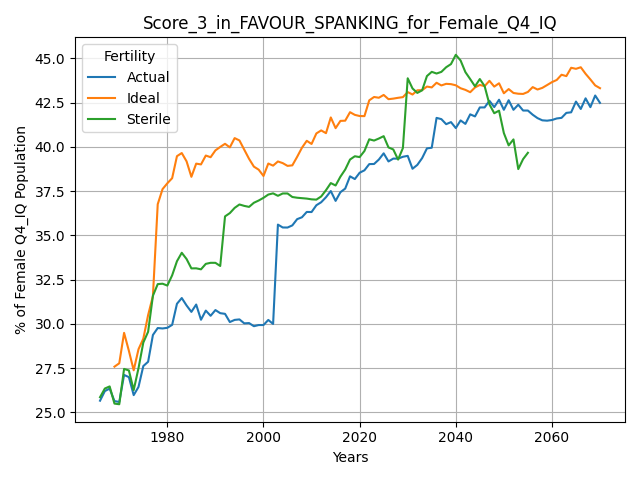 Score_3_in_FAVOUR_SPANKING_for_Female_Q4_IQ
Fertility
Actual
Ideal
Sterile
% of Female Q4_IQ Population
45.0
42.5
40.0
37.5
35.0
32.5
30.0
27.5
25.0
1980 2000 2020 2040 2060
Years